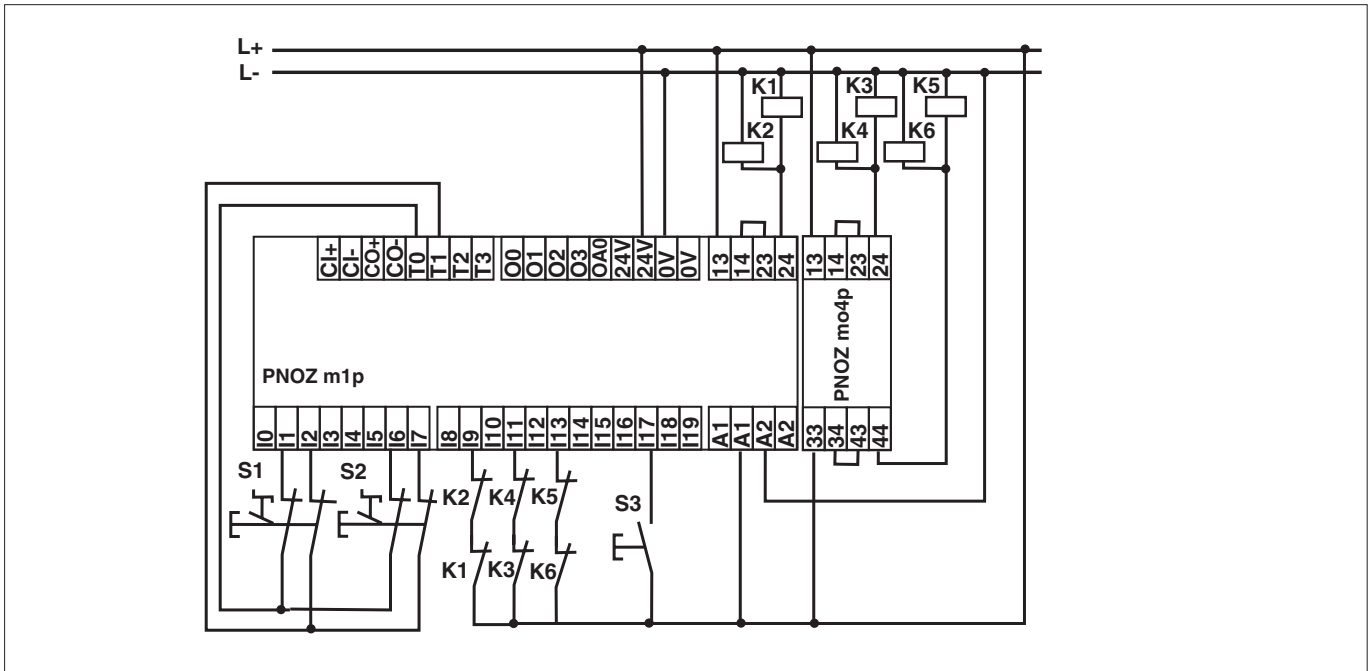 L+
L-
K1
K3
K5
K2
K4
K6
CI+ CI- CO+ CO- T0 T1 T2 T3 O0 O1 O2 O3 OA0 24V 24V 0V 0V 13 14 23 24 13 14 23 24
PNOZ m1p
PNOZ mo4p
I0 I1 I2 I3 I4 I5 I6 I7 I8 I9 I10 I11 I12 I13 I14 I15 I16 I17 I18 I19 A1 A1 A2 A2 33 34 43 44
S1
S2
K2
K4
K5
S3
K1
K3
K6